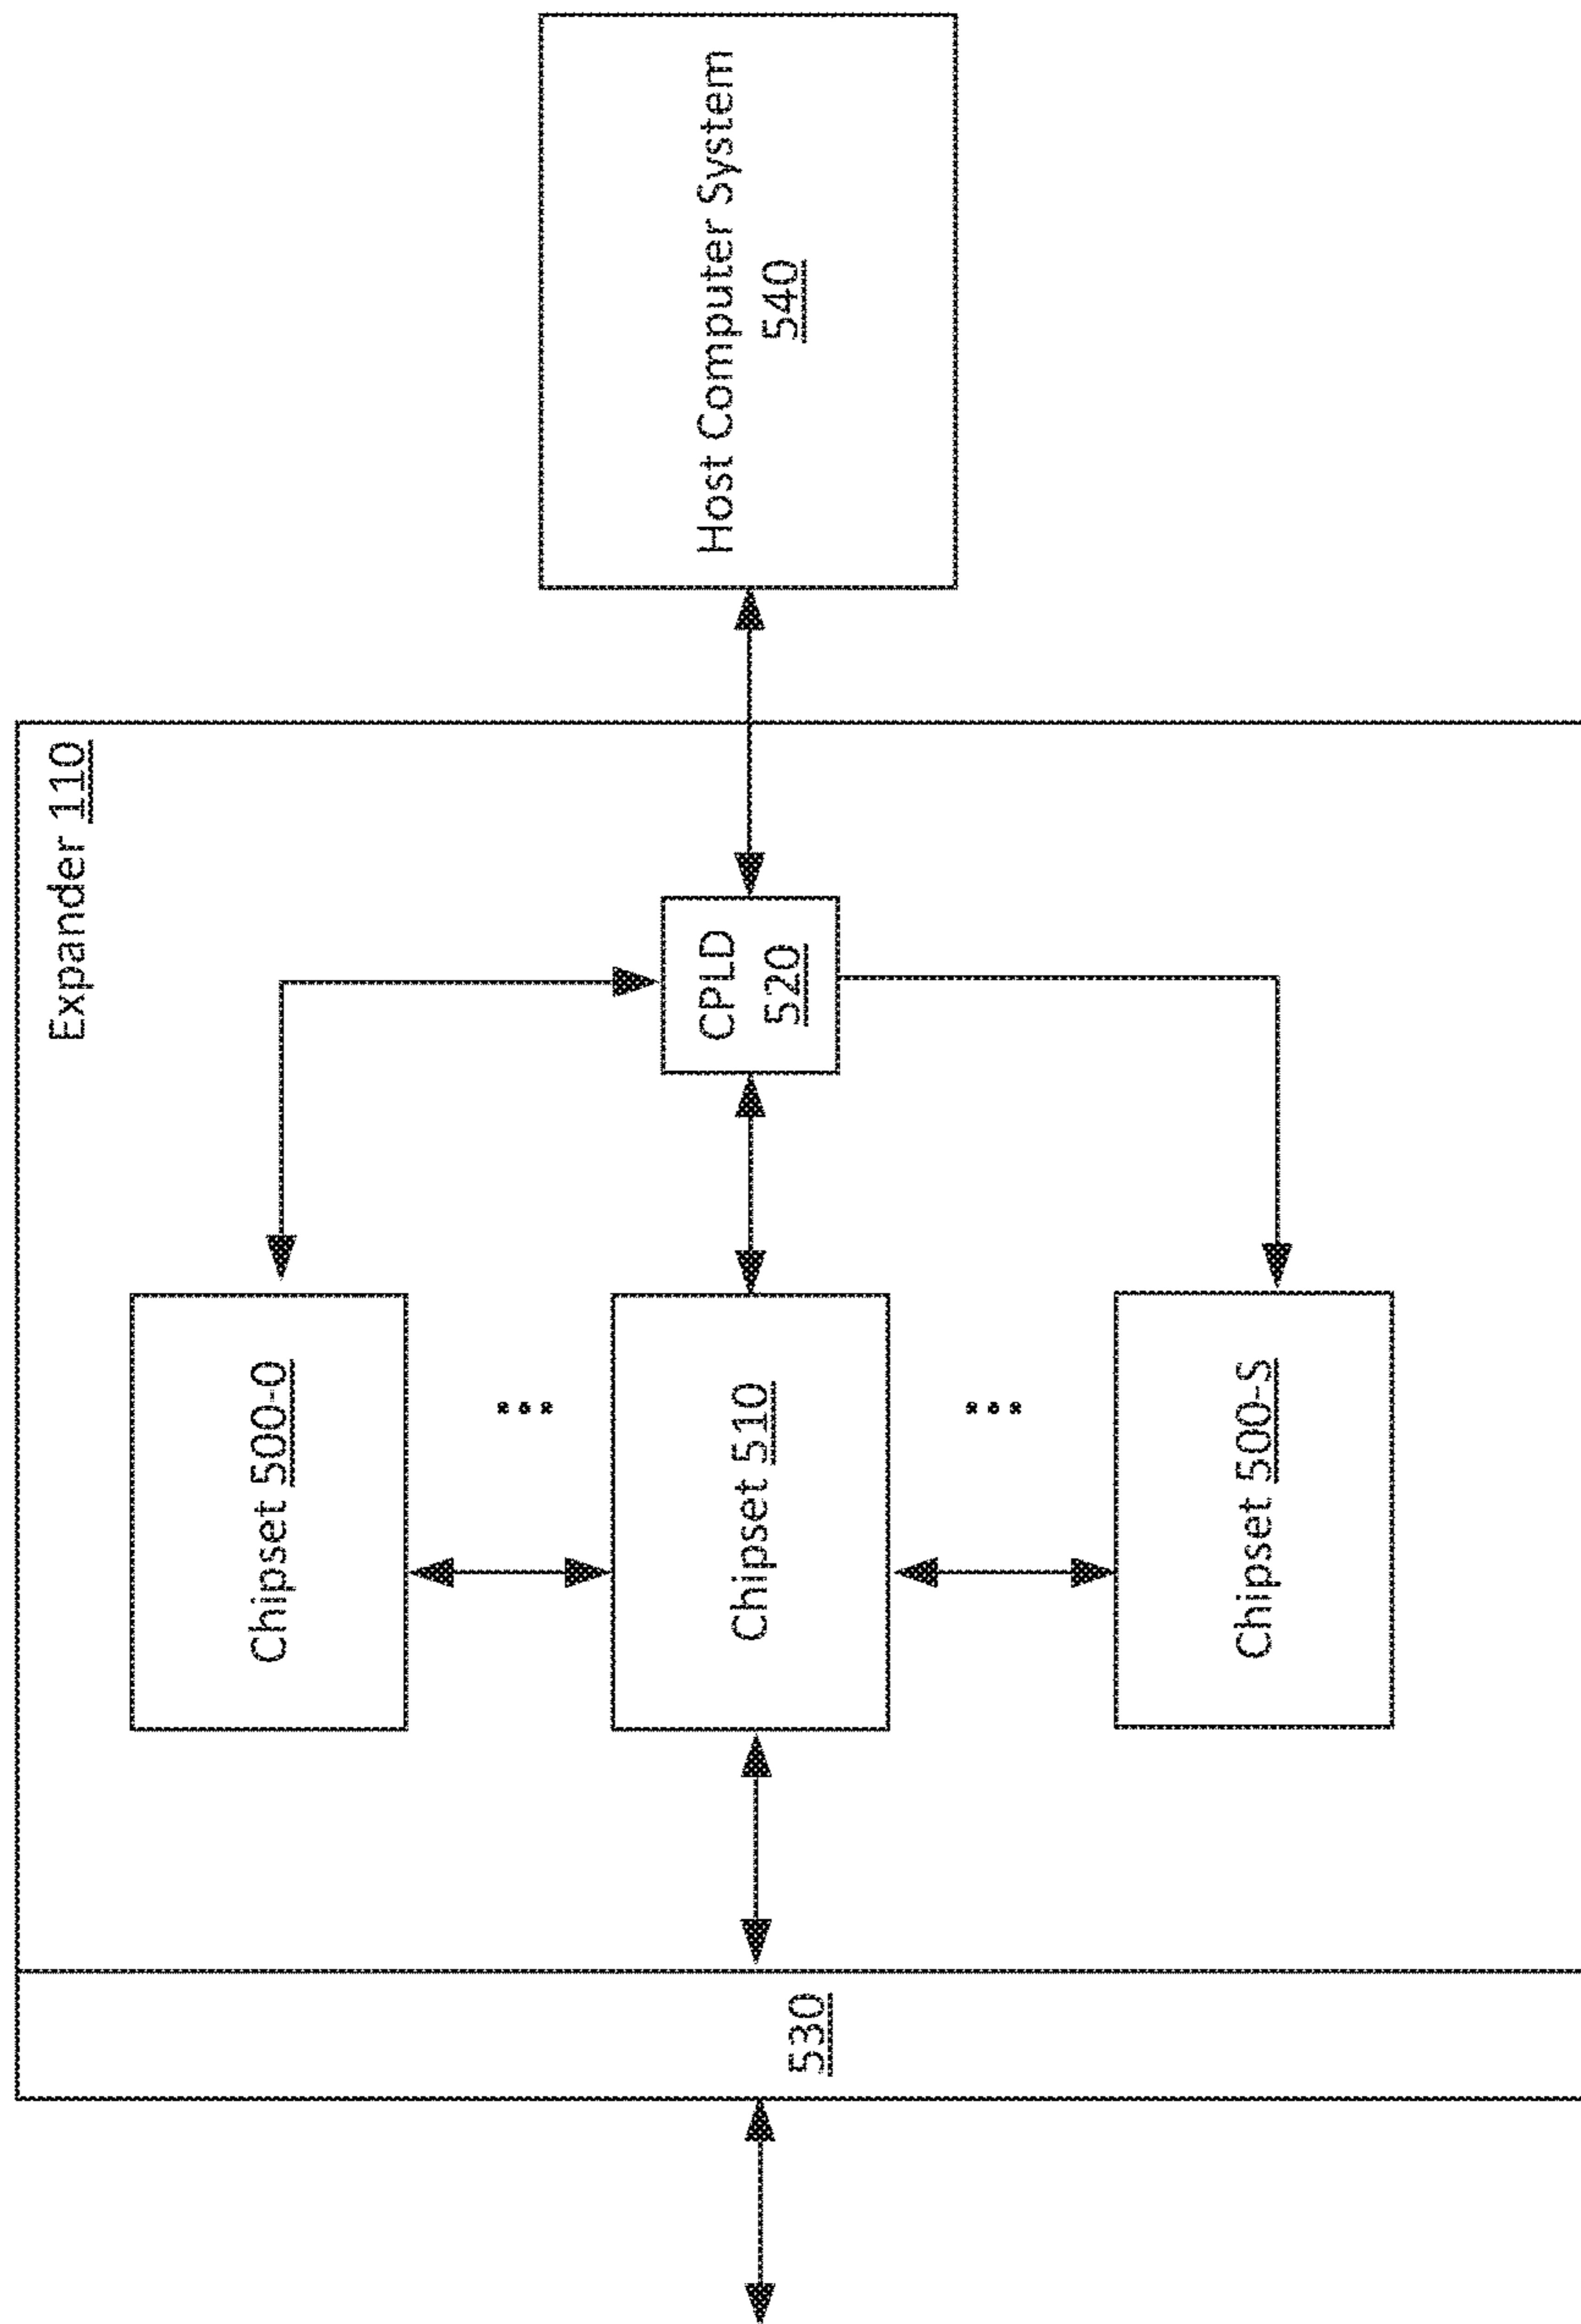 Expander 110
Host Computer System
540
CPLD
520
Chipset 500-0
Chipset 510
Chipset 500-S
530